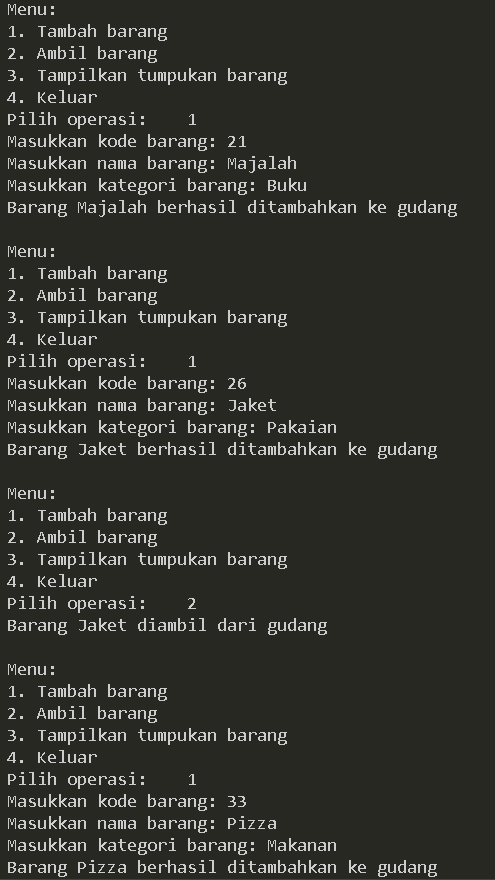 Menu:
1. Tambah barang
2. Ambil barang
3. Tampilkan tumpukan barang
4. Keluar
Pilih operasi:    1
Masukkan kode barang: 21
Masukkan nama barang: Majalah
Masukkan kategori barang: Buku
Barang Majalah berhasil ditambahkan ke gudang

Menu:
1. Tambah barang
2. Ambil barang
3. Tampilkan tumpukan barang
4. Keluar
Pilih operasi:    1
Masukkan kode barang: 26
Masukkan nama barang: Jaket
Masukkan kategori barang: Pakaian
Barang Jaket berhasil ditambahkan ke gudang

Menu:
1. Tambah barang
2. Ambil barang
3. Tampilkan tumpukan barang
4. Keluar
Pilih operasi:    2
Barang Jaket diambil dari gudang

Menu:
1. Tambah barang
2. Ambil barang
3. Tampilkan tumpukan barang
4. Keluar
Pilih operasi:    1
Masukkan kode barang: 33
Masukkan nama barang: Pizza
Masukkan kategori barang: Makanan
Barang Pizza berhasil ditambahkan ke gudang